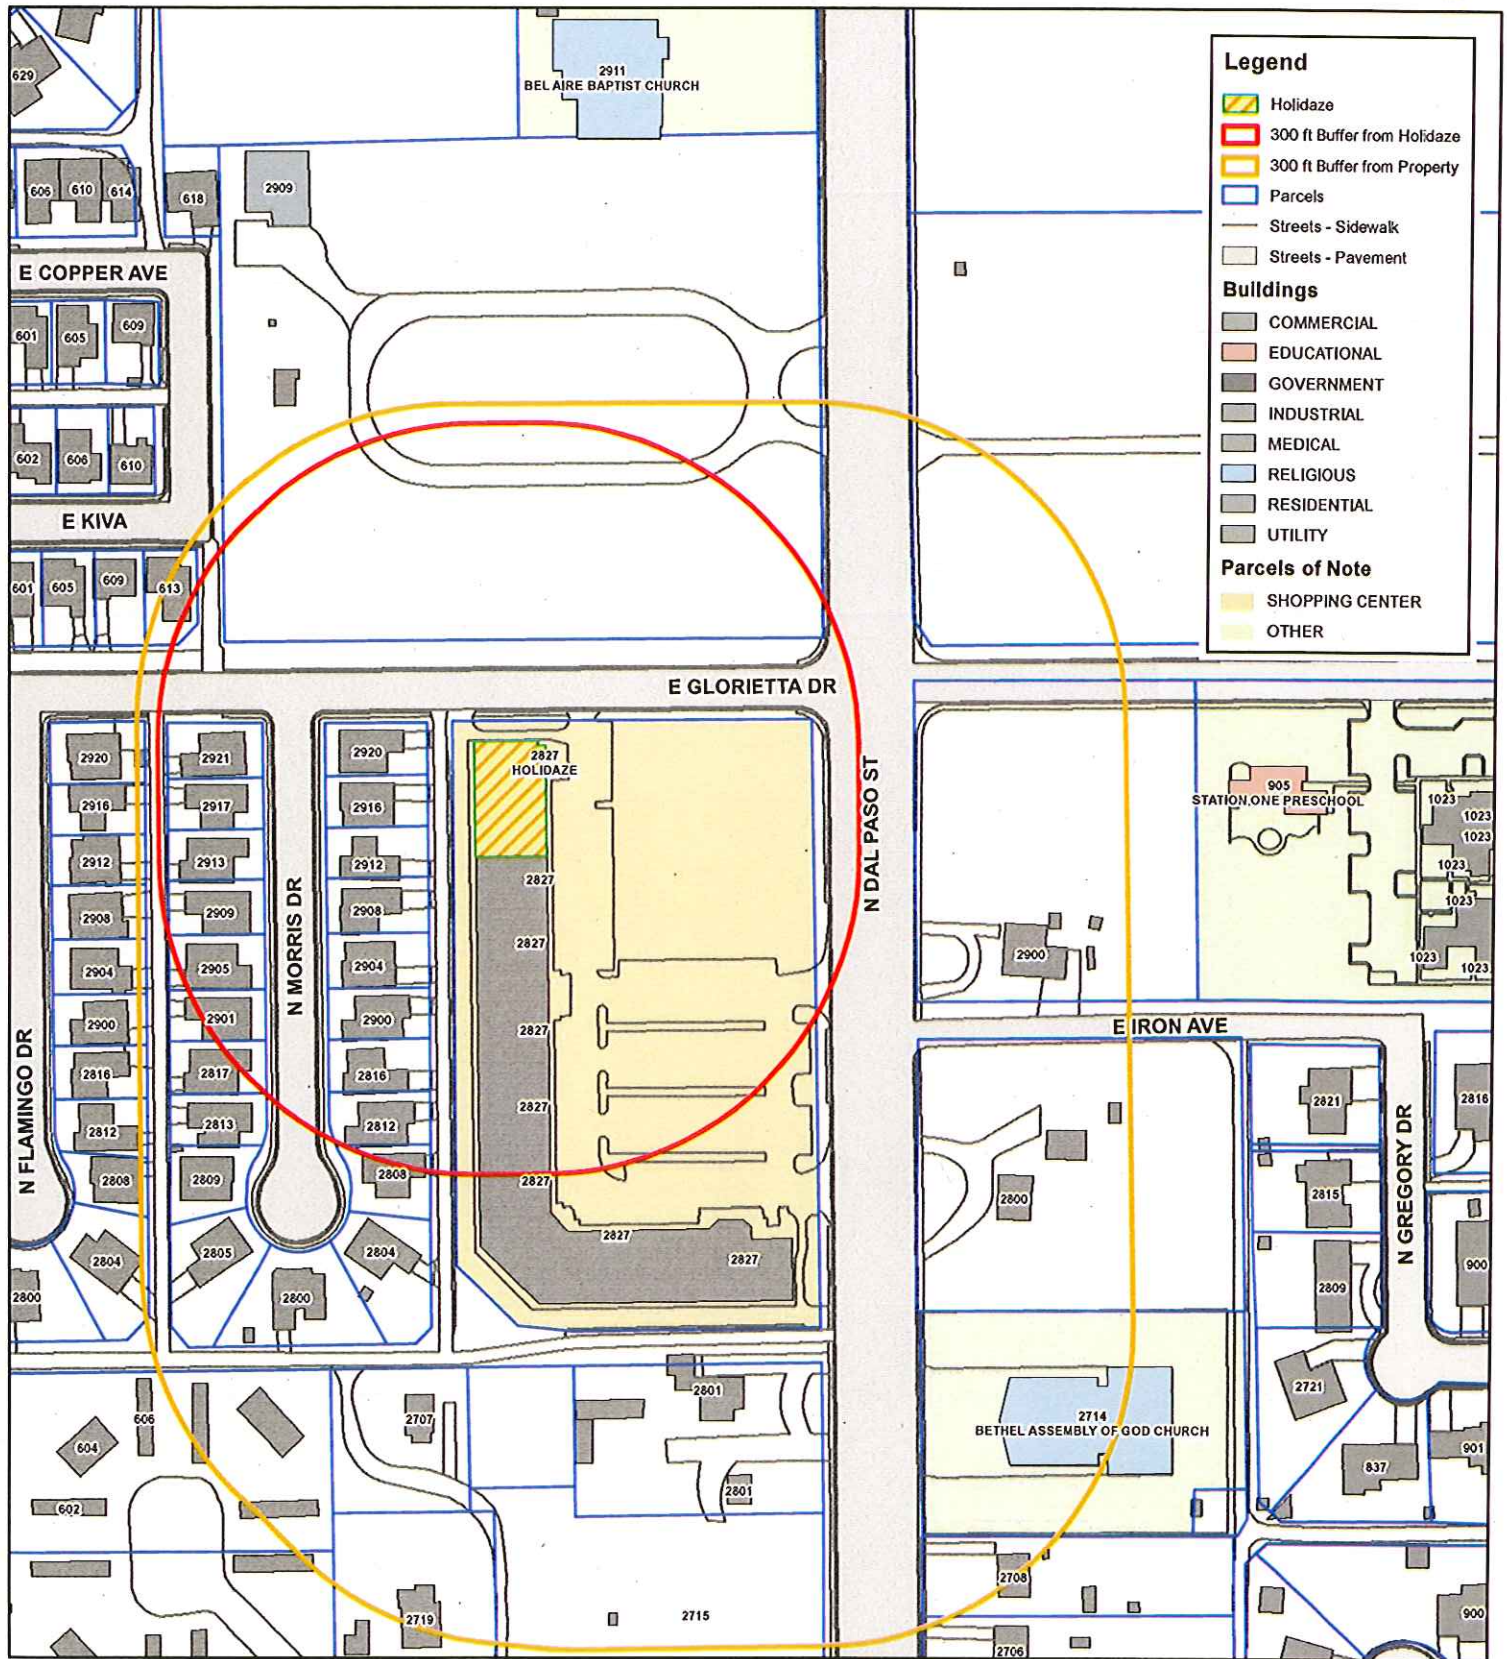 Legend
Holidaze
300 ft Buffer from Holidaze
300 ft Buffer from Property
Parcels
Streets - Sidewalk
Streets - Pavement
Buildings
COMMERCIAL
EDUCATIONAL
GOVERNMENT
INDUSTRIAL
MEDICAL
RELIGIOUS
RESIDENTIAL
UTILITY
Parcels of Note
SHOPPING CENTER
OTHER
629
2911
BEL AIRE BAPTIST CHURCH
606
610
614
618
2909
E COPPER AVE
601
605
609
602
606
610
E KIVA
601
605
609
613
E GLORIETTA DR
N DAL PASO ST
N MORRIS DR
N FLAMINGO DR
2920
2916
2912
2908
2904
2900
2816
2812
2808
2804
2800
2921
2917
2913
2909
2905
2901
2817
2813
2809
2805
2800
2920
2916
2912
2908
2904
2900
2816
2812
2808
2804
2827
HOLIDAZE
2827
2827
2827
2827
2827
2827
2827
905
STATION ONE PRESCHOOL
1023
1023
1023
1023
1023
1023
1023
2900
E IRON AVE
2800
N GREGORY DR
2821
2816
2815
2809
900
2721
837
901
900
2714
BETHEL ASSEMBLY OF GOD CHURCH
2708
2706
604
606
602
2707
2801
2801
2719
2715